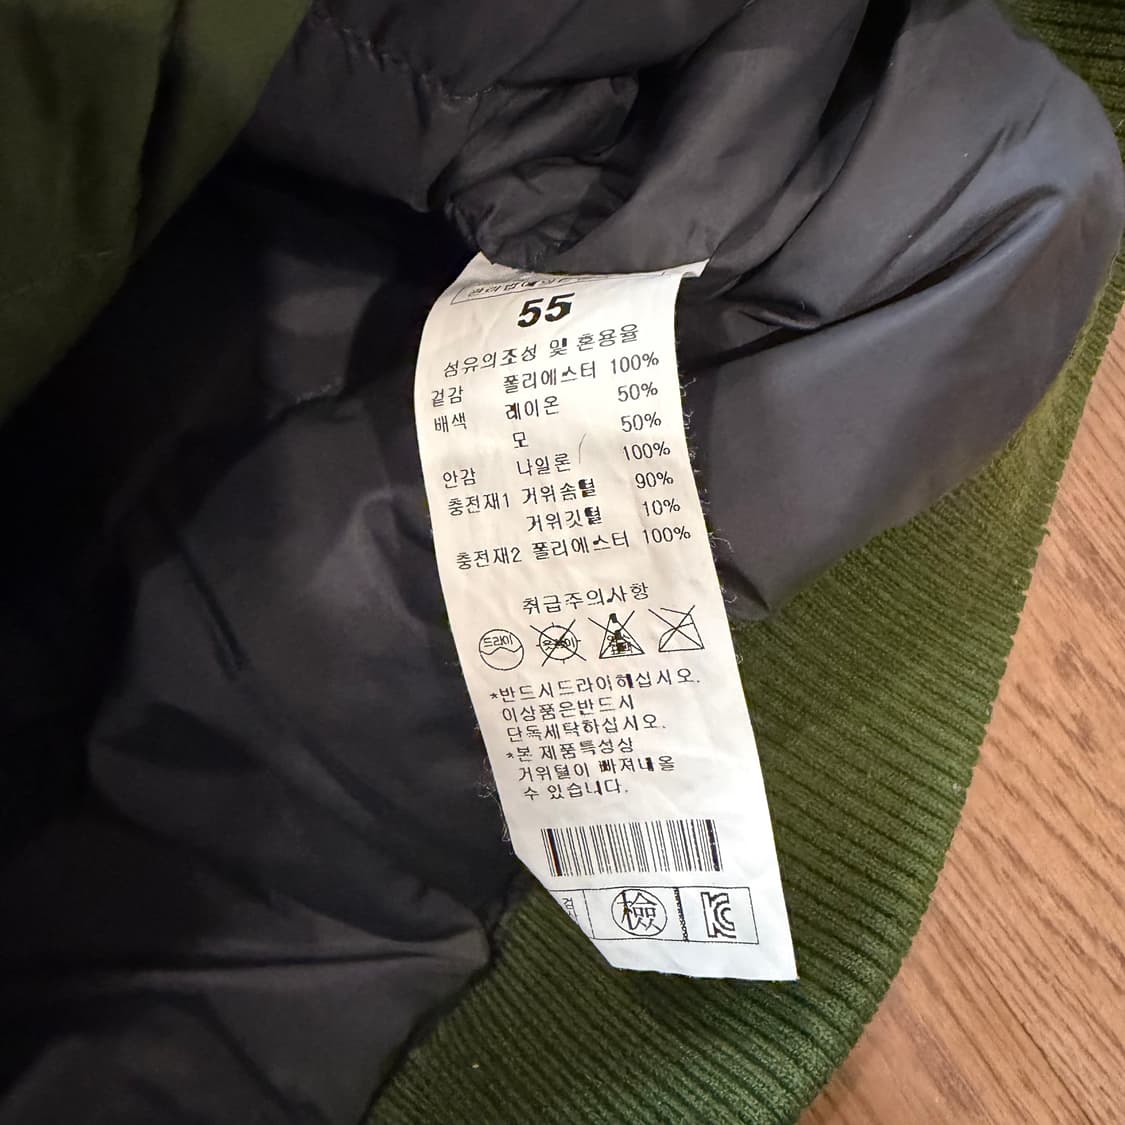 55
섬유의조성 및 혼용율
겉감 폴리에스터 100%
배색 레이온 50%
모 50%
안감 나일론 100%
충전재1 거위솜털 90%
거위깃털 10%
충전재2 폴리에스터 100%
취급주의사항
드라이
*반드시드라이하십시오.
이상품은반드시
단독세탁하십시오.
*본 제품특성상
거위털이 빠져나올
수 있습니다.
檢